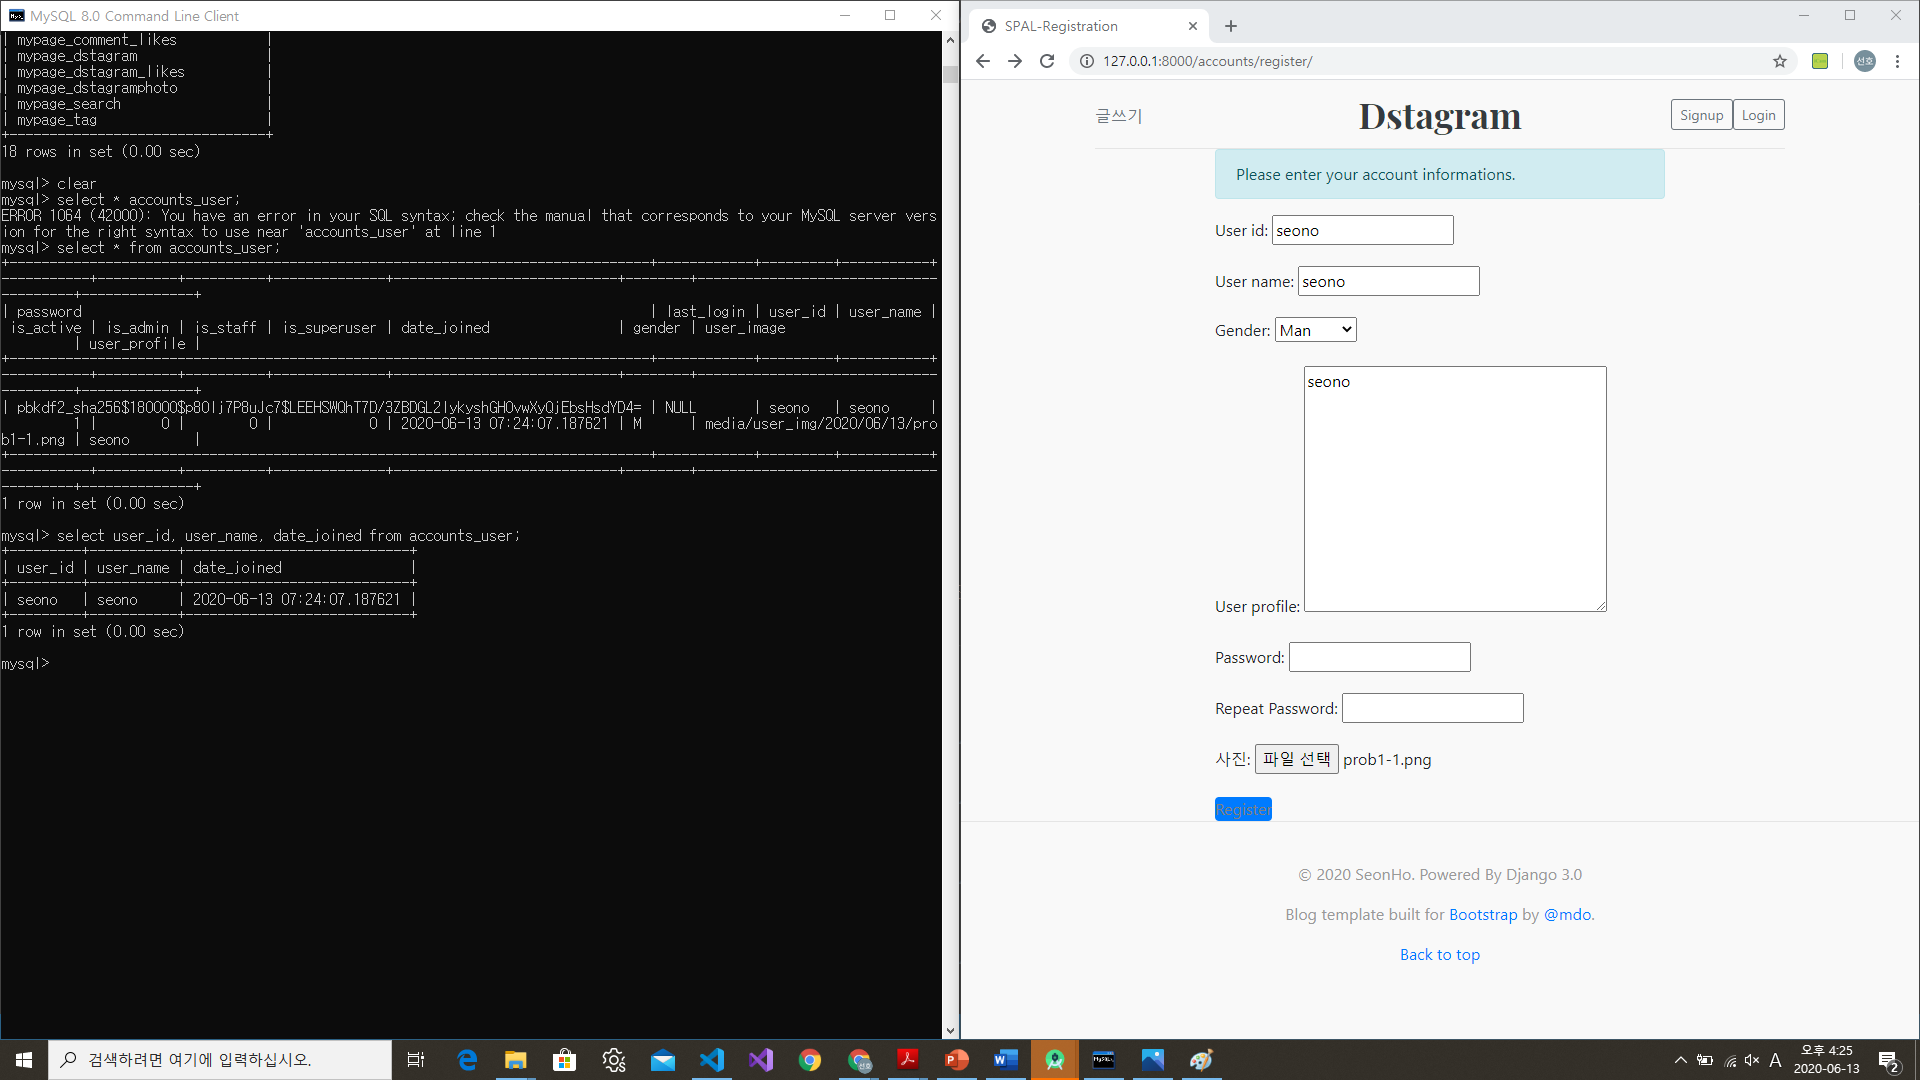 MySQL 8.0 Command Line Client
| mypage_comment_likes |
| mypage_dstagram |
| mypage_dstagram_likes |
| mypage_dstagramphoto |
| mypage_search |
| mypage_tag |
18 rows in set (0.00 sec)
mysql> clear
mysql> select * accounts_user;
ERROR 1064 (42000): You have an error in your SQL syntax; check the manual that corresponds to your MySQL server vers
ion for the right syntax to use near 'accounts_user' at line 1
mysql> select * from accounts_user;
| password | last_login | user_id | user_name |
is_active | is_admin | is_staff | is_superuser | date_joined | gender | user_image
| user_profile |
| pbkdf2_sha256$180000$ | NULL | seono | seono |
1 | 0 | 0 | 0 | 2020-06-13 07:24:07.187621 | M | media/user_img/2020/06/13/pro
b1-1.png | seono |
1 row in set (0.00 sec)
mysql> select user_id, user_name, date_joined from accounts_user;
| user_id | user_name | date_joined |
| seono | seono | 2020-06-13 07:24:07.187621 |
1 row in set (0.00 sec)
mysql>
SPAL-Registration
127.0.0.1:8000/accounts/register/
선호
글쓰기
Dstagram
Signup
Login
Please enter your account informations.
User id: seono
User name: seono
Gender: Man
seono
User profile:
Password:
Repeat Password:
사진: 파일 선택 prob1-1.png
Register
© 2020 SeonHo. Powered By Django 3.0
Blog template built for Bootstrap by @mdo.
Back to top
검색하려면 여기에 입력하십시오.
A
오후 4:25
2020-06-13
2